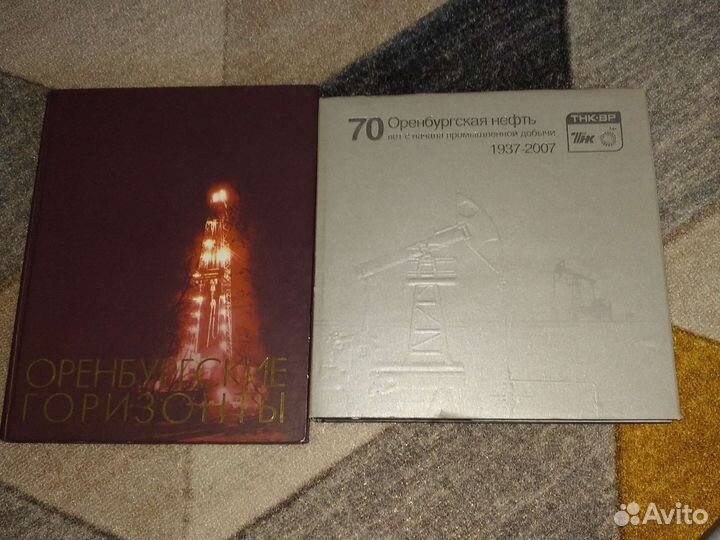 ОРЕНБУРГСКИЕ
ГОРИЗОНТЫ
70 Оренбургская нефть
лет с начала промышленной добычи
1937-2007
ТНК-ВР
ТНК
Avito